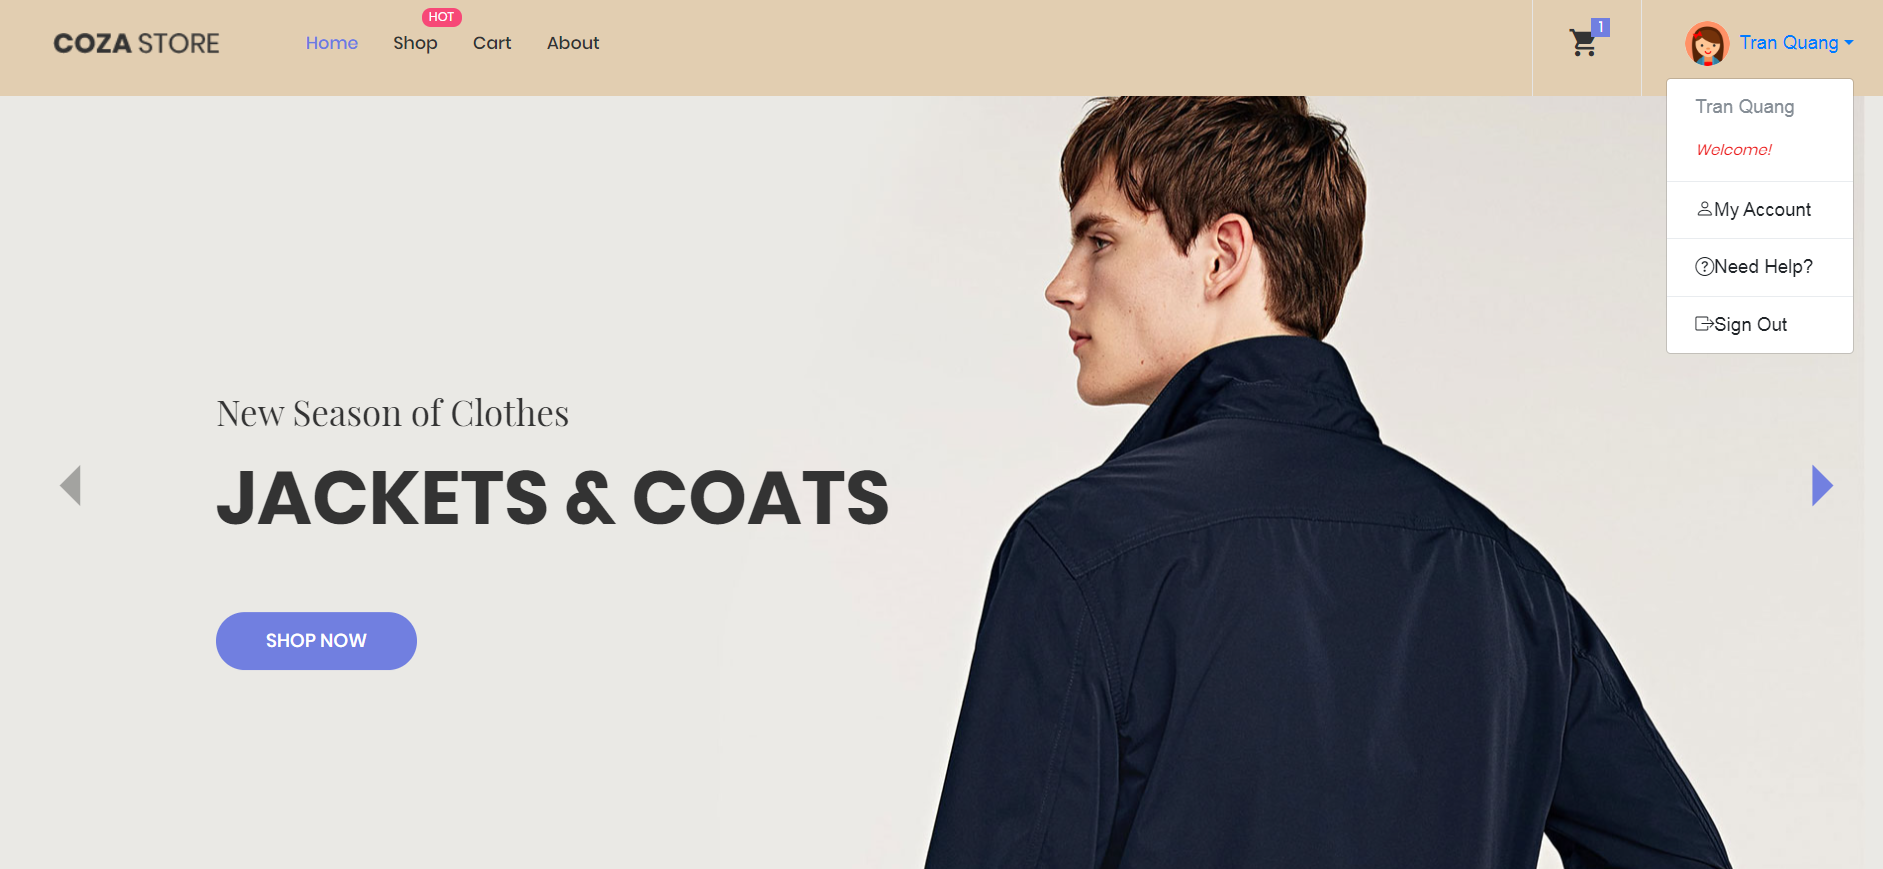 COZA STORE
Home
HOT
Shop
Cart
About
1
Tran Quang
Tran Quang
Welcome!
My Account
Need Help?
Sign Out
New Season of Clothes
JACKETS & COATS
SHOP NOW